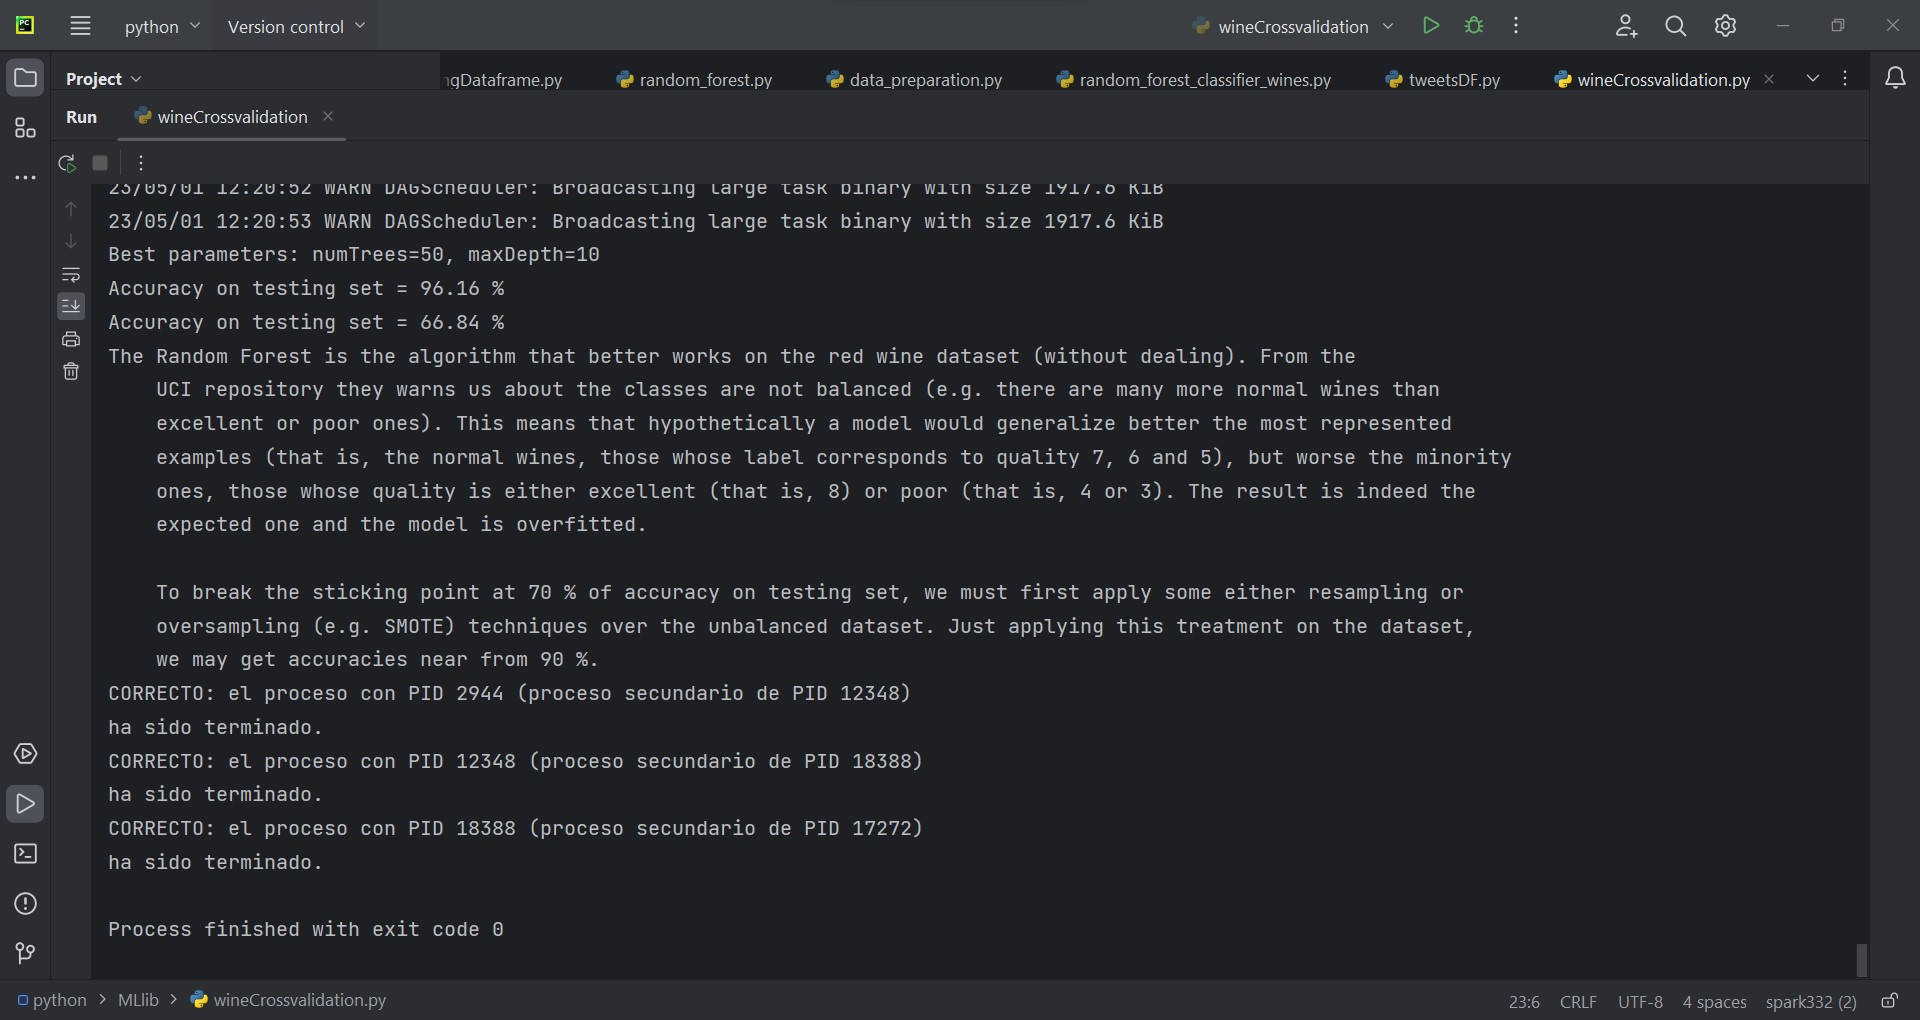 PC
python
Version control
wineCrossvalidation
Project
ngDataframe.py
random_forest.py
data_preparation.py
random_forest_classifier_wines.py
tweetsDF.py
wineCrossvalidation.py
Run
wineCrossvalidation
23/05/01 12:20:52 WARN DAGScheduler: Broadcasting large task binary with size 1917.6 KiB
23/05/01 12:20:53 WARN DAGScheduler: Broadcasting large task binary with size 1917.6 KiB
Best parameters: numTrees=50, maxDepth=10
Accuracy on testing set = 96.16 %
Accuracy on testing set = 66.84 %
The Random Forest is the algorithm that better works on the red wine dataset (without dealing). From the
UCI repository they warns us about the classes are not balanced (e.g. there are many more normal wines than
excellent or poor ones). This means that hypothetically a model would generalize better the most represented
examples (that is, the normal wines, those whose label corresponds to quality 7, 6 and 5), but worse the minority
ones, those whose quality is either excellent (that is, 8) or poor (that is, 4 or 3). The result is indeed the
expected one and the model is overfitted.
To break the sticking point at 70 % of accuracy on testing set, we must first apply some either resampling or
oversampling (e.g. SMOTE) techniques over the unbalanced dataset. Just applying this treatment on the dataset,
we may get accuracies near from 90 %.
CORRECTO: el proceso con PID 2944 (proceso secundario de PID 12348)
ha sido terminado.
CORRECTO: el proceso con PID 12348 (proceso secundario de PID 18388)
ha sido terminado.
CORRECTO: el proceso con PID 18388 (proceso secundario de PID 17272)
ha sido terminado.
Process finished with exit code 0
python > MLlib > wineCrossvalidation.py
23:6 CRLF UTF-8 4 spaces spark332 (2)